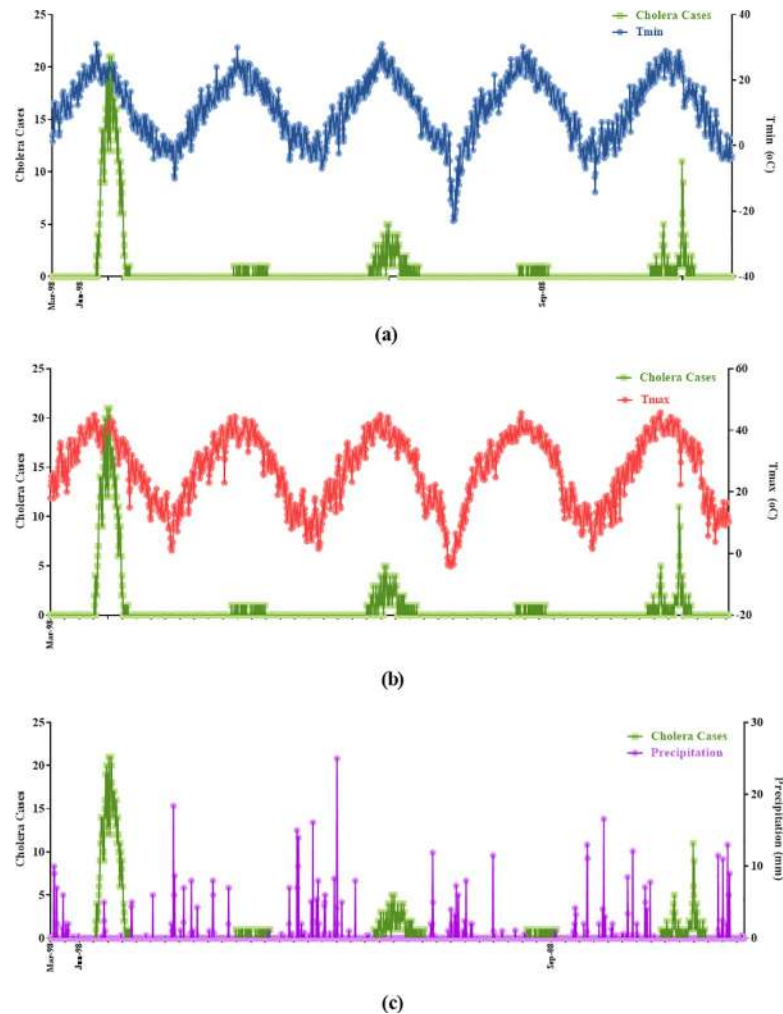 Cholera Cases
Tmin
25
20
15
10
5
0
Cholera Cases
40
20
0
-20
-40
Tmin (oC)
Mar-98
Jun-98
Sep-08
(a)
Cholera Cases
Tmax
25
20
15
10
5
0
Cholera Cases
60
40
20
0
-20
Tmax (oC)
Mar-98
(b)
Cholera Cases
Precipitation
25
20
15
10
5
0
Cholera Cases
30
20
10
0
Precipitation (mm)
Mar-98
Jun-98
Sep-08
(c)